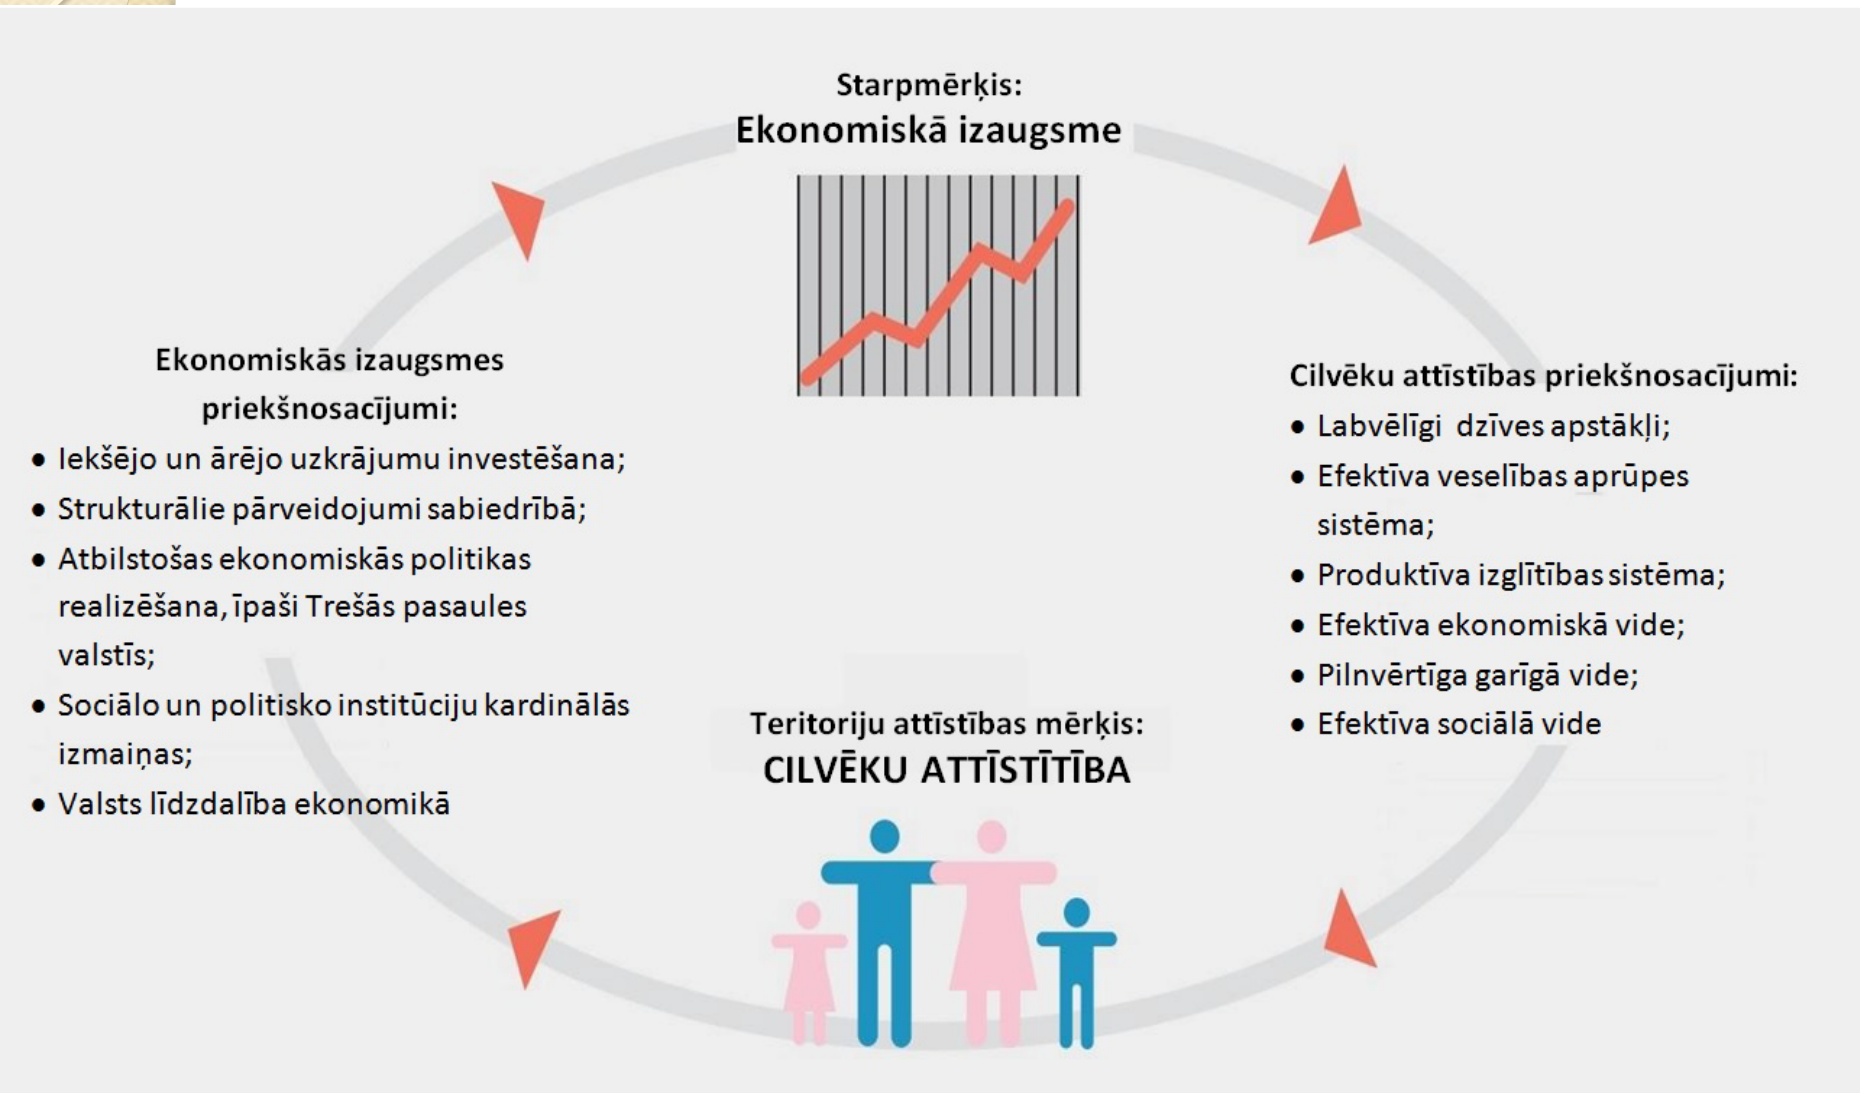 Starpmērķis:
Ekonomiskā izaugsme
Ekonomiskās izaugsmes
priekšnosacījumi:
• Iekšējo un ārējo uzkrājumu investēšana;
• Strukturālie pārveidojumi sabiedrībā;
• Atbilstošas ekonomiskās politikas
realizēšana, īpaši Trešās pasaules
valstīs;
• Sociālo un politisko institūciju kardinālās
izmaiņas;
• Valsts līdzdalība ekonomikā
Cilvēku attīstības priekšnosacījumi:
• Labvēlīgi dzīves apstākļi;
• Efektīva veselības aprūpes
sistēma;
• Produktīva izglītības sistēma;
• Efektīva ekonomiskā vide;
• Pilnvērtīga garīgā vide;
• Efektīva sociālā vide
Teritoriju attīstības mērķis:
CILVĒKU ATTĪSTĪTĪBA